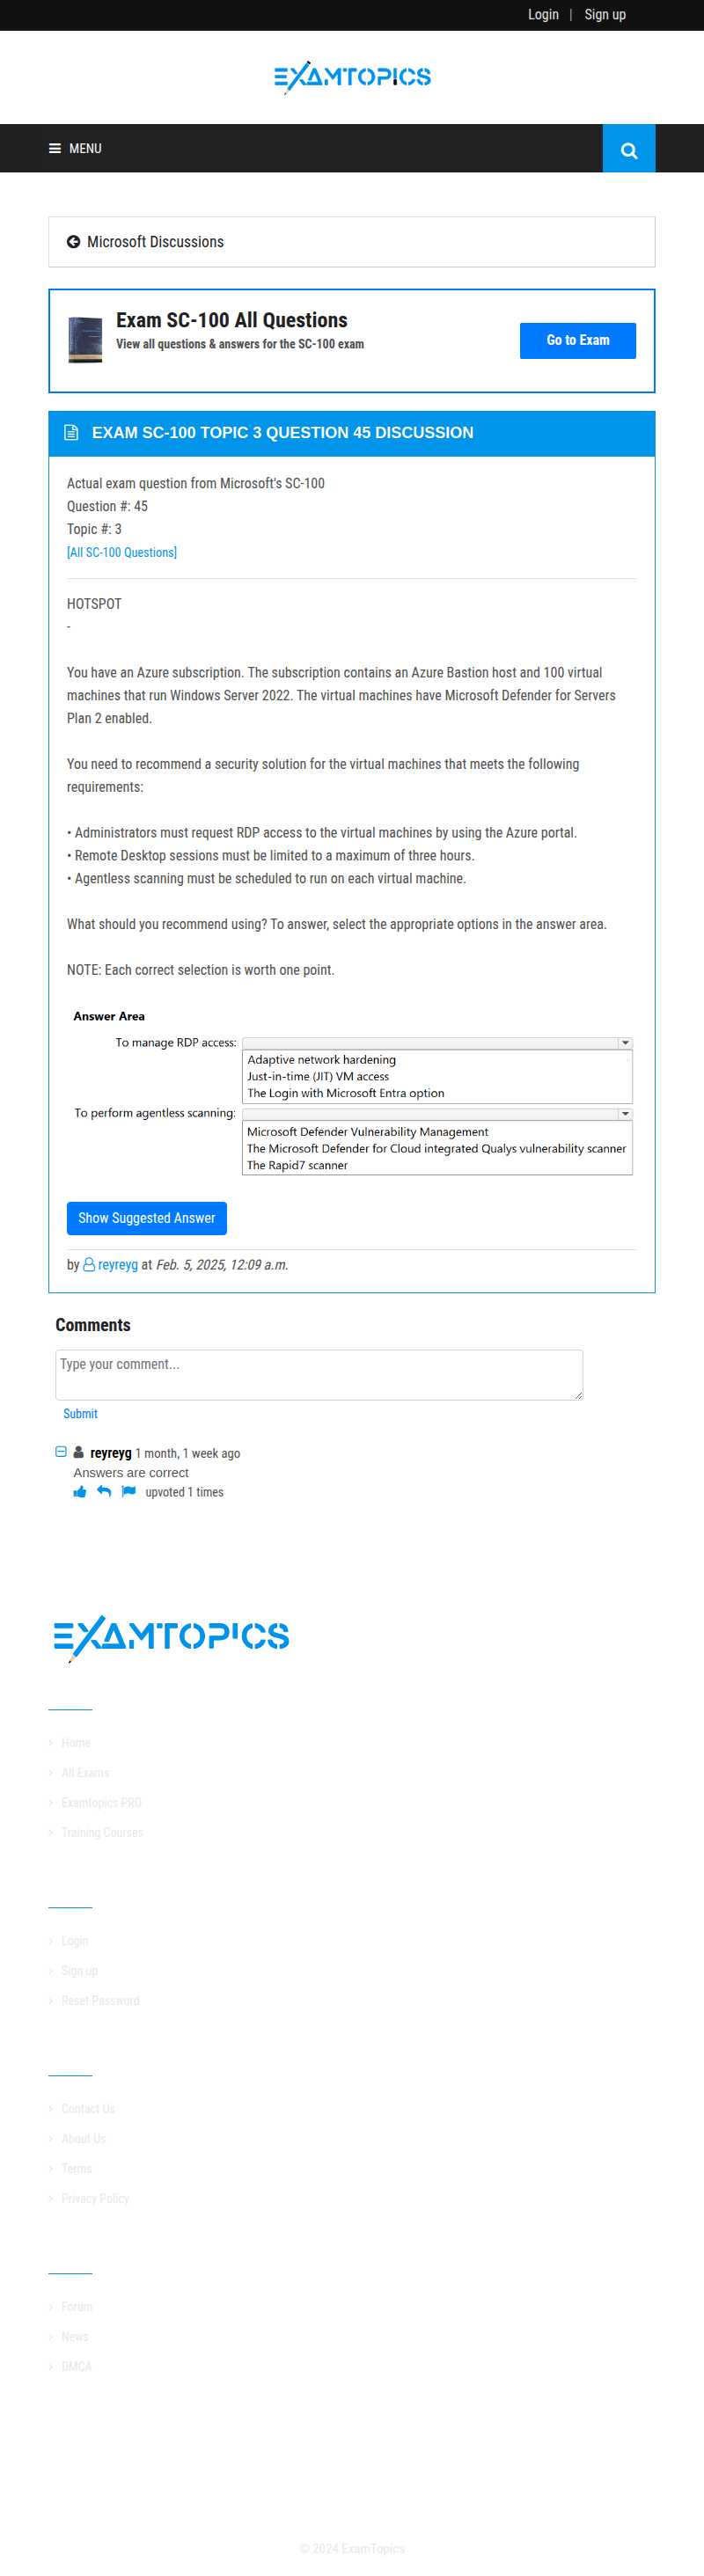 Login | Sign up
EXAMTOPICS
MENU
Microsoft Discussions
Exam SC-100 All Questions
View all questions & answers for the SC-100 exam
Go to Exam
EXAM SC-100 TOPIC 3 QUESTION 45 DISCUSSION
Actual exam question from Microsoft's SC-100
Question #: 45
Topic #: 3
[All SC-100 Questions]
HOTSPOT
-
You have an Azure subscription. The subscription contains an Azure Bastion host and 100 virtual
machines that run Windows Server 2022. The virtual machines have Microsoft Defender for Servers
Plan 2 enabled.
You need to recommend a security solution for the virtual machines that meets the following
requirements:
• Administrators must request RDP access to the virtual machines by using the Azure portal.
• Remote Desktop sessions must be limited to a maximum of three hours.
• Agentless scanning must be scheduled to run on each virtual machine.
What should you recommend using? To answer, select the appropriate options in the answer area.
NOTE: Each correct selection is worth one point.
Answer Area
To manage RDP access:
Adaptive network hardening
Just-in-time (JIT) VM access
The Login with Microsoft Entra option
To perform agentless scanning:
Microsoft Defender Vulnerability Management
The Microsoft Defender for Cloud integrated Qualys vulnerability scanner
The Rapid7 scanner
Show Suggested Answer
by reyreyg at Feb. 5, 2025, 12:09 a.m.
Comments
Type your comment...
Submit
reyreyg 1 month, 1 week ago
Answers are correct
upvoted 1 times
EXAMTOPICS
Home
All Exams
Examtopics PRO
Training Courses
Login
Sign up
Reset Password
Contact Us
About Us
Terms
Privacy Policy
Forum
News
DMCA
© 2024 ExamTopics